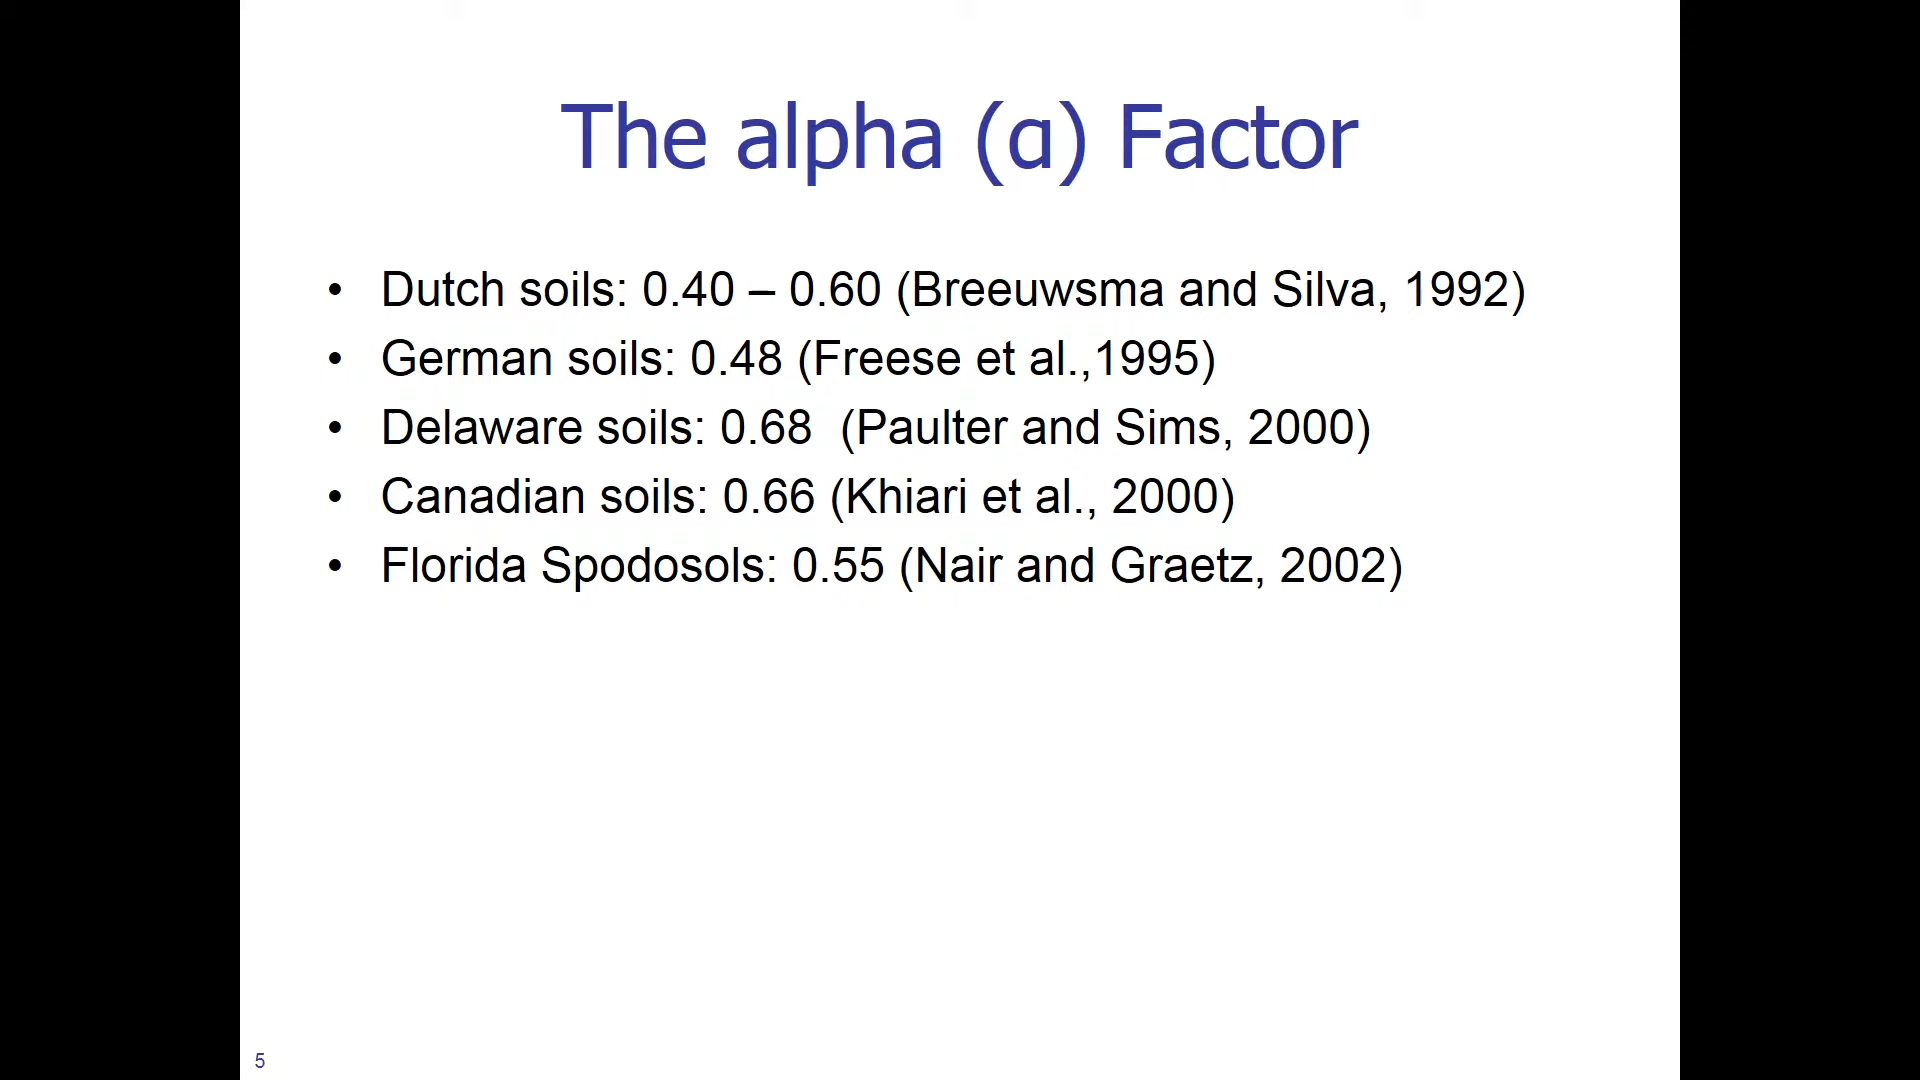 The alpha (α) Factor
• Dutch soils: 0.40 – 0.60 (Breeuwsma and Silva, 1992)
• German soils: 0.48 (Freese et al.,1995)
• Delaware soils: 0.68  (Paulter and Sims, 2000)
• Canadian soils: 0.66 (Khiari et al., 2000)
• Florida Spodosols: 0.55 (Nair and Graetz, 2002)
5